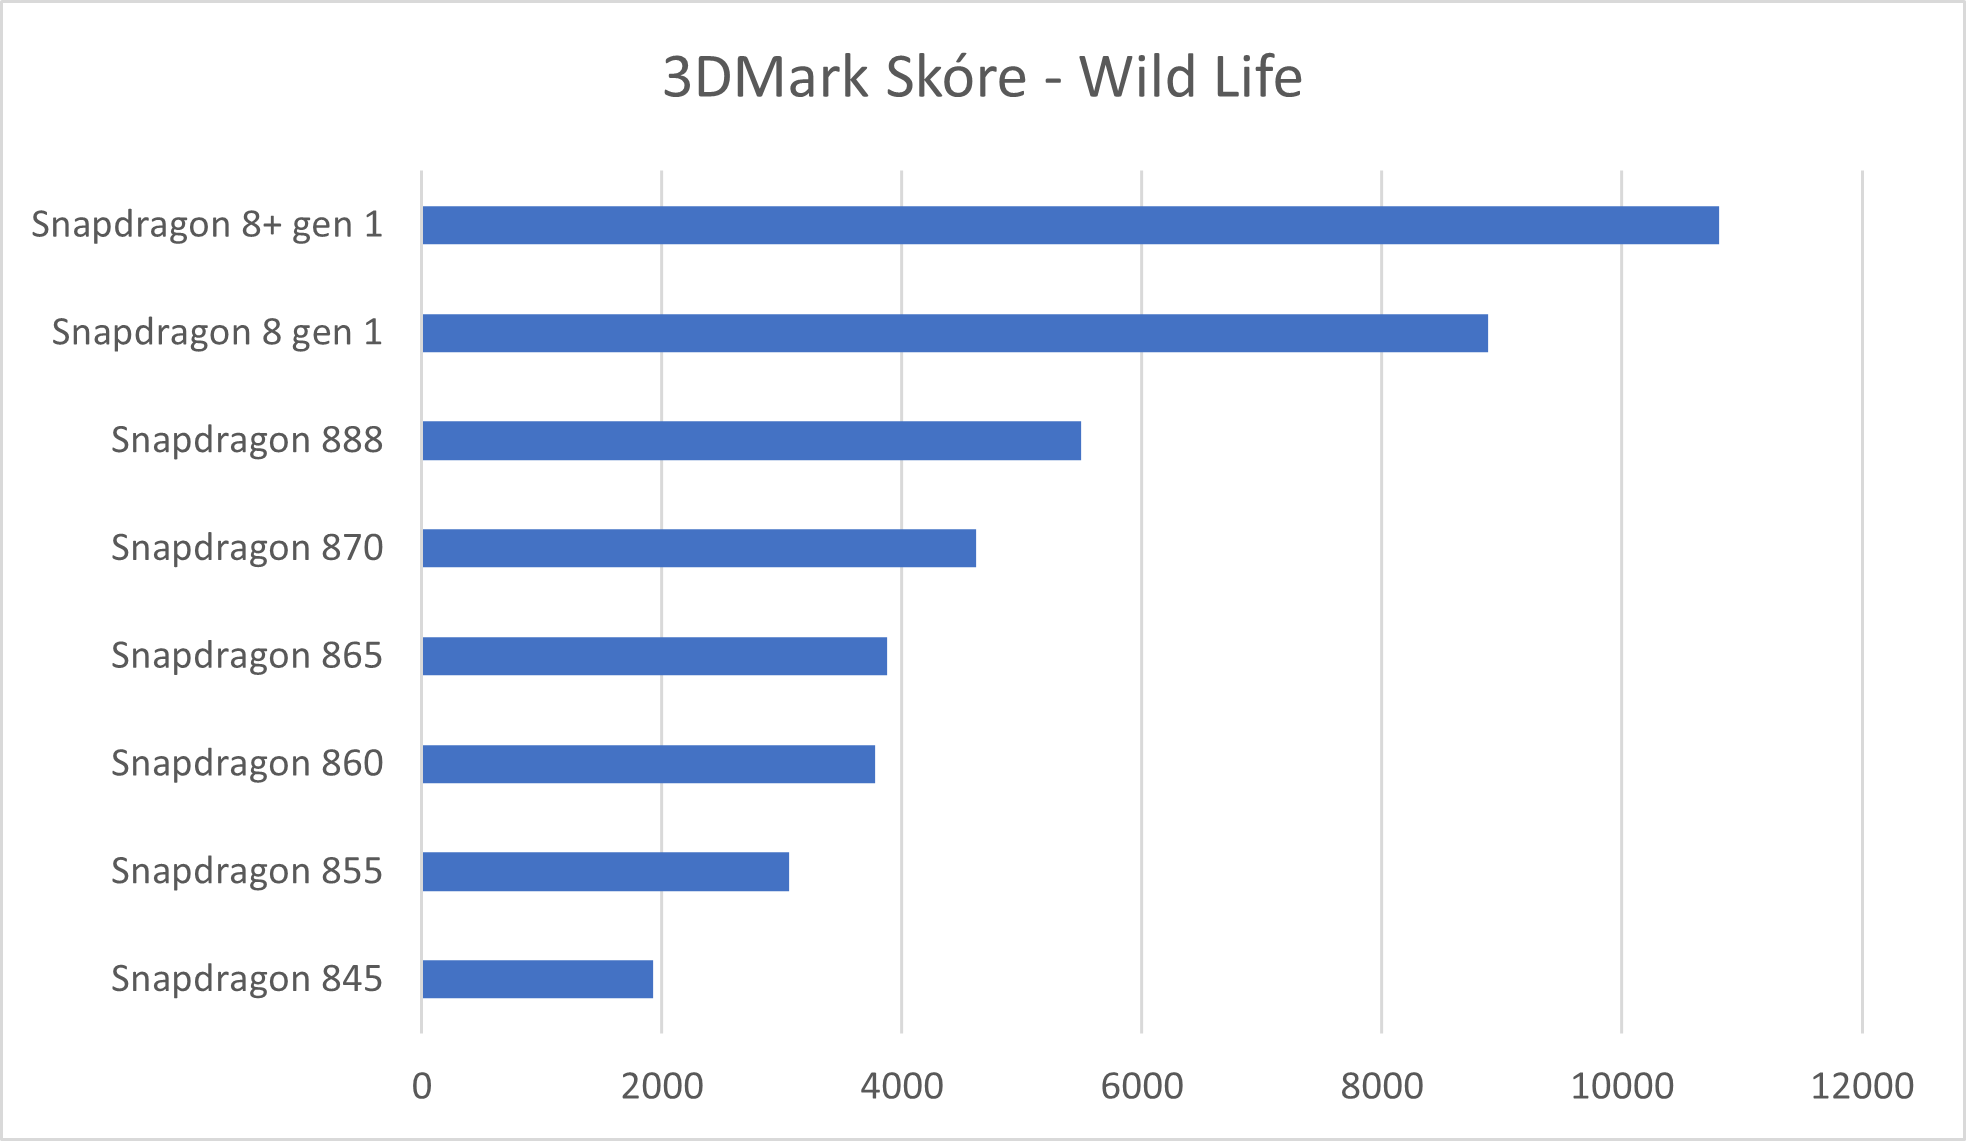 3DMark Skóre - Wild Life
Snapdragon 8+ gen 1
Snapdragon 8 gen 1
Snapdragon 888
Snapdragon 870
Snapdragon 865
Snapdragon 860
Snapdragon 855
Snapdragon 845
0 2000 4000 6000 8000 10000 12000